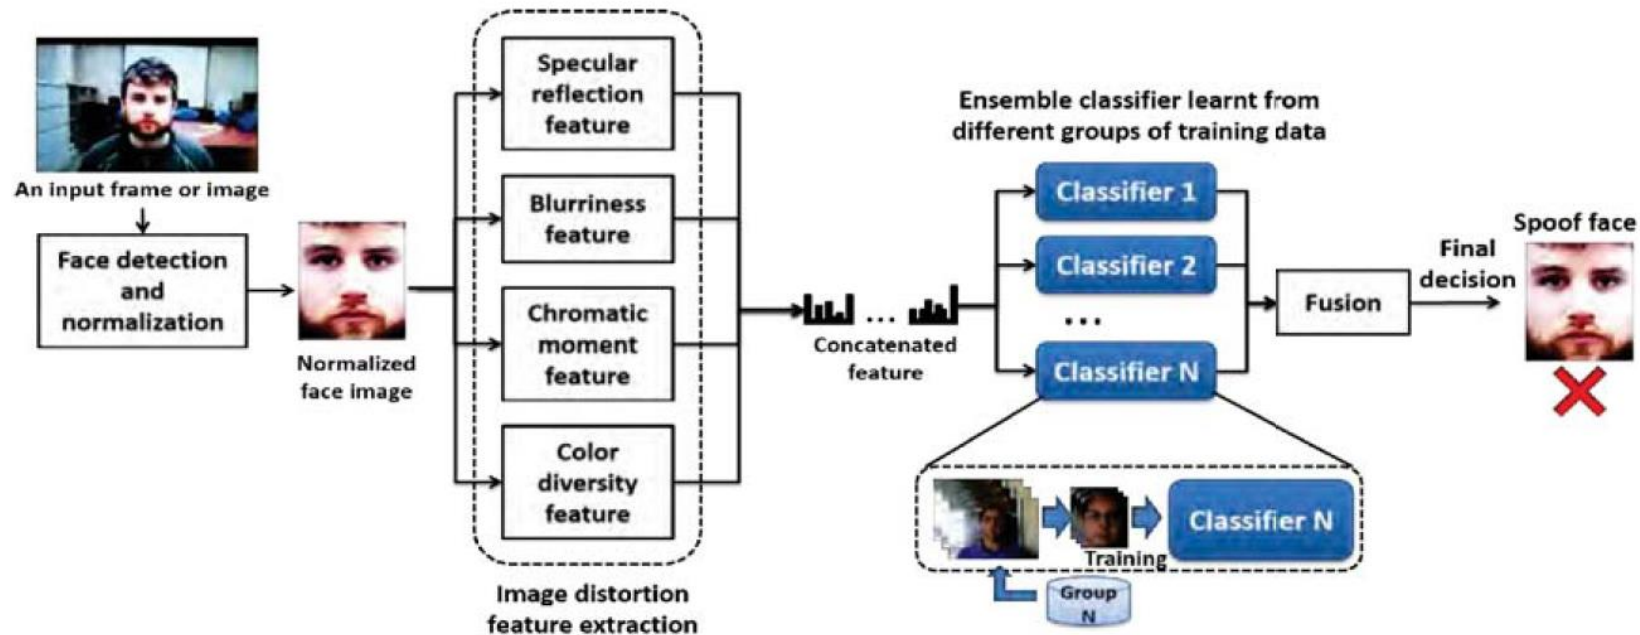 An input frame or image
Face detection
and
normalization
Normalized
face image
Specular
reflection
feature
Blurriness
feature
Chromatic
moment
feature
Color
diversity
feature
Image distortion
feature extraction
...
Concatenated
feature
Ensemble classifier learnt from
different groups of training data
Classifier 1
Classifier 2
...
Classifier N
Training
Classifier N
Group
N
Fusion
Final
decision
Spoof face